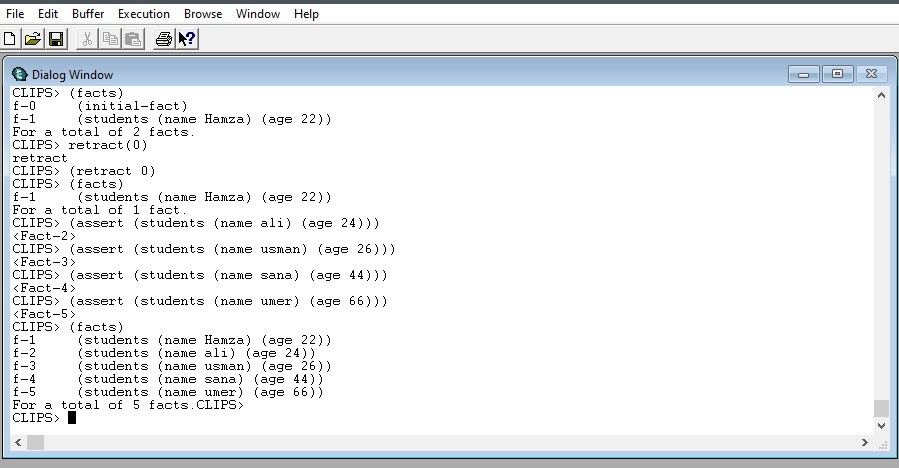 File Edit Buffer Execution Browse Window Help
Dialog Window
CLIPS> (facts)
f-0     (initial-fact)
f-1     (students (name Hamza) (age 22))
For a total of 2 facts.
CLIPS> retract(0)
retract
CLIPS> (retract 0)
CLIPS> (facts)
f-1     (students (name Hamza) (age 22))
For a total of 1 fact.
CLIPS> (assert (students (name ali) (age 24)))
<Fact-2>
CLIPS> (assert (students (name usman) (age 26)))
<Fact-3>
CLIPS> (assert (students (name sana) (age 44)))
<Fact-4>
CLIPS> (assert (students (name umer) (age 66)))
<Fact-5>
CLIPS> (facts)
f-1     (students (name Hamza) (age 22))
f-2     (students (name ali) (age 24))
f-3     (students (name usman) (age 26))
f-4     (students (name sana) (age 44))
f-5     (students (name umer) (age 66))
For a total of 5 facts.CLIPS>
CLIPS>